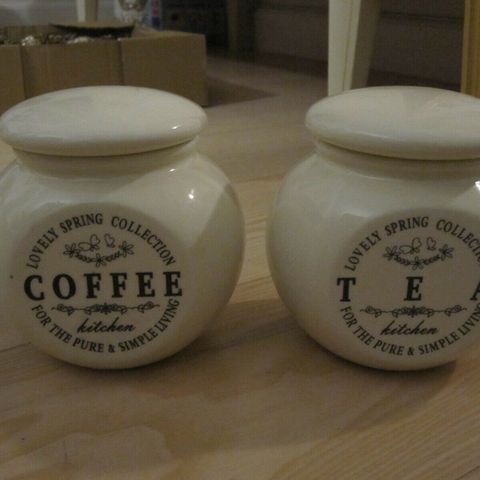 LOVELY SPRING COLLECTION
COFFEE
kitchen
FOR THE PURE & SIMPLE LIVING
LOVELY SPRING COLLECTION
TEA
kitchen
FOR THE PURE & SIMPLE LIVING